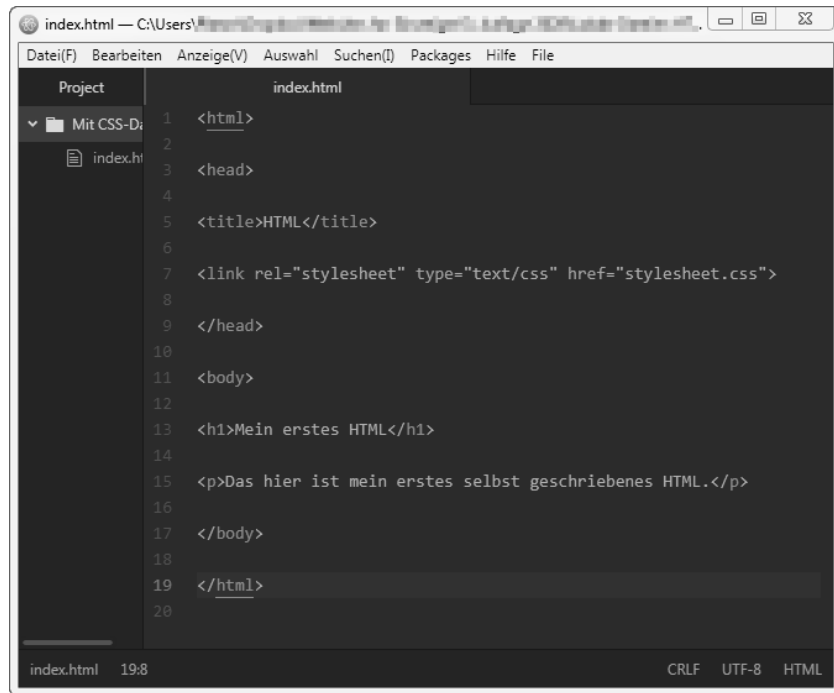 index.html — C:\Users\
Datei(F) Bearbeiten Anzeige(V) Auswahl Suchen(I) Packages Hilfe File
Project
index.html
Mit CSS-Da
index.ht
1 <html>
2
3 <head>
4
5 <title>HTML</title>
6
7 <link rel="stylesheet" type="text/css" href="stylesheet.css">
8
9 </head>
10
11 <body>
12
13 <h1>Mein erstes HTML</h1>
14
15 <p>Das hier ist mein erstes selbst geschriebenes HTML.</p>
16
17 </body>
18
19 </html>
20
index.html 19:8 CRLF UTF-8 HTML